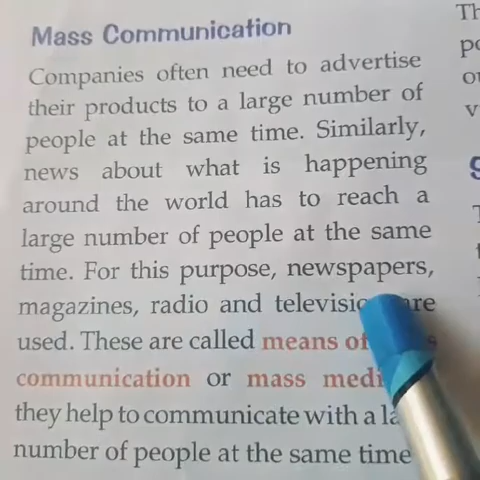 Mass Communication
Companies often need to advertise
their products to a large number of
people at the same time. Similarly,
news about what is happening
around the world has to reach a
large number of people at the same
time. For this purpose, newspapers,
magazines, radio and
used. These are called means
communication or mass
they help to communicate with a
number of people at the same time